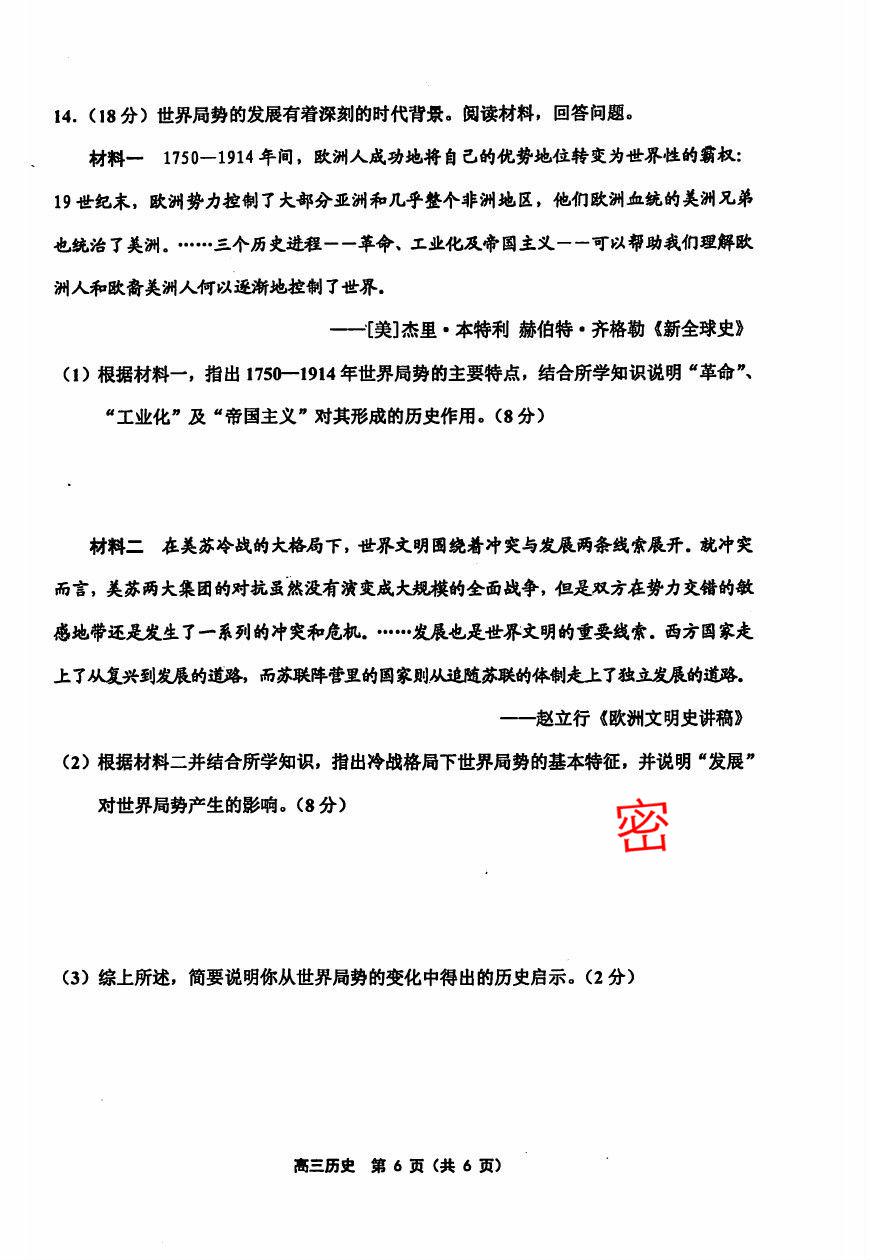 14.（18 分）世界局势的发展有着深刻的时代背景。阅读材料，回答问题。
材料一 1750—1914 年间，欧洲人成功地将自己的优势地位转变为世界性的霸权：
19 世纪末，欧洲势力控制了大部分亚洲和几乎整个非洲地区，他们欧洲血统的美洲兄弟
也统治了美洲。……三个历史进程——革命、工业化及帝国主义——可以帮助我们理解欧
洲人和欧裔美洲人何以逐渐地控制了世界。
——[美]杰里·本特利 赫伯特·齐格勒《新全球史》
（1）根据材料一，指出 1750—1914 年世界局势的主要特点，结合所学知识说明“革命”、
“工业化”及“帝国主义”对其形成的历史作用。（8 分）
材料二 在美苏冷战的大格局下，世界文明围绕着冲突与发展两条线索展开。就冲突
而言，美苏两大集团的对抗虽然没有演变成大规模的全面战争，但是双方在势力交错的敏
感地带还是发生了一系列的冲突和危机。……发展也是世界文明的重要线索。西方国家走
上了从复兴到发展的道路，而苏联阵营里的国家则从追随苏联的体制走上了独立发展的道路。
——赵立行《欧洲文明史讲稿》
（2）根据材料二并结合所学知识，指出冷战格局下世界局势的基本特征，并说明“发展”
对世界局势产生的影响。（8 分）
密
（3）综上所述，简要说明你从世界局势的变化中得出的历史启示。（2 分）
高三历史 第 6 页（共 6 页）